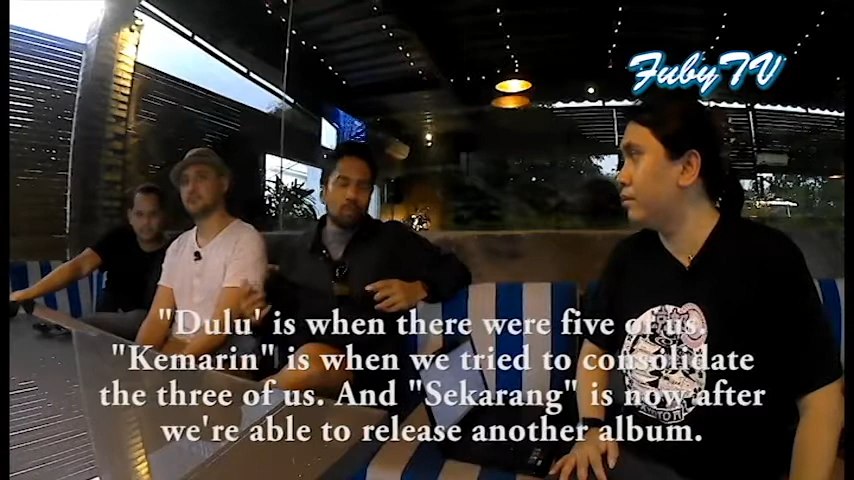 FubyTV
"Dulu' is when there were five of us.
"Kemarin" is when we tried to consolidate
the three of us. And "Sekarang" is now, after
we're able to release another album.